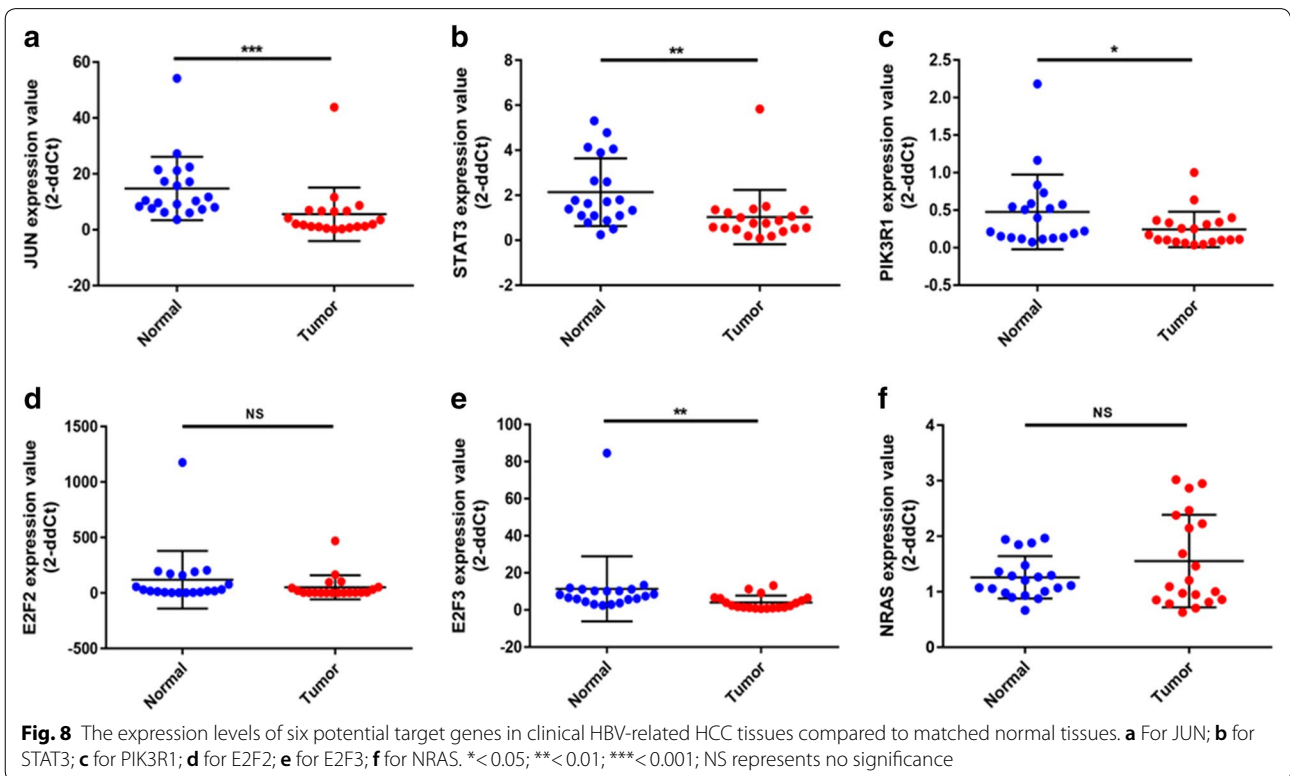 a
***
JUN expression value
(2-ddCt)
60
40
20
0
-20
Normal
Tumor
b
**
STAT3 expression value
(2-ddCt)
8
6
4
2
0
-2
Normal
Tumor
c
*
PIK3R1 expression value
(2-ddCt)
2.5
2.0
1.5
1.0
0.5
0.0
-0.5
Normal
Tumor
d
NS
E2F2 expression value
(2-ddCt)
1500
1000
500
0
-500
Normal
Tumor
e
**
E2F3 expression value
(2-ddCt)
100
80
60
40
20
0
-20
Normal
Tumor
f
NS
NRAS expression value
(2-ddCt)
4
3
2
1
0
Normal
Tumor
Fig. 8 The expression levels of six potential target genes in clinical HBV-related HCC tissues compared to matched normal tissues. a For JUN; b for
STAT3; c for PIK3R1; d for E2F2; e for E2F3; f for NRAS. *< 0.05; **< 0.01; ***< 0.001; NS represents no significance